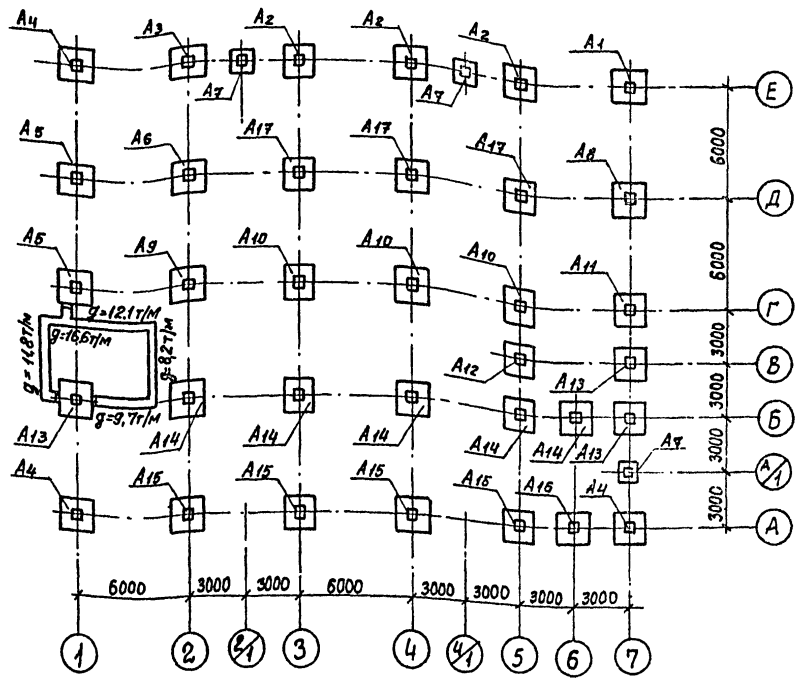 А4 А3 А2 А2 А2 А1
А7 А7
Е
А5 А6 А17 А17 А17 А8
6000
Д
А5 А9 А10 А10 А10 А11
6000
Г
g=12.1т/м
g=16,6т/м
g=11.8т/м
g=8,2т/м
g=9,7т/м
А12 А13
3000
В
А13 А14 А14 А14 А14 А14 А13
3000
Б
А7
3000
А/1
А4 А15 А15 А15 А15 А16 А4
3000
А
6000 3000 3000 6000 3000 3000 3000 3000
1 2 2/1 3 4 4/1 5 6 7